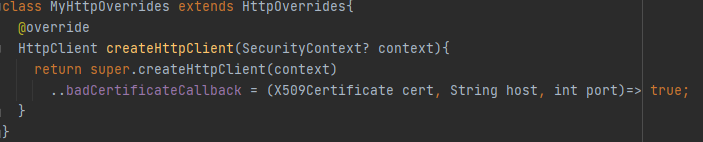 class MyHttpOverrides extends HttpOverrides{
@override
HttpClient createHttpClient(SecurityContext? context){
return super.createHttpClient(context)
..badCertificateCallback = (X509Certificate cert, String host, int port)=> true;
}
}